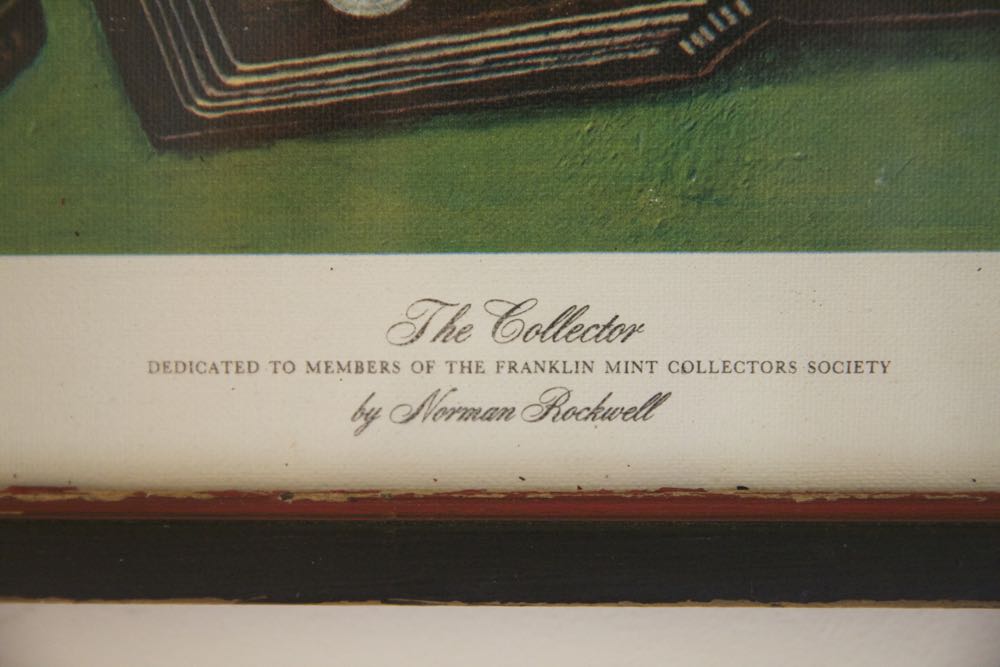 The Collector
DEDICATED TO MEMBERS OF THE FRANKLIN MINT COLLECTORS SOCIETY
by Norman Rockwell